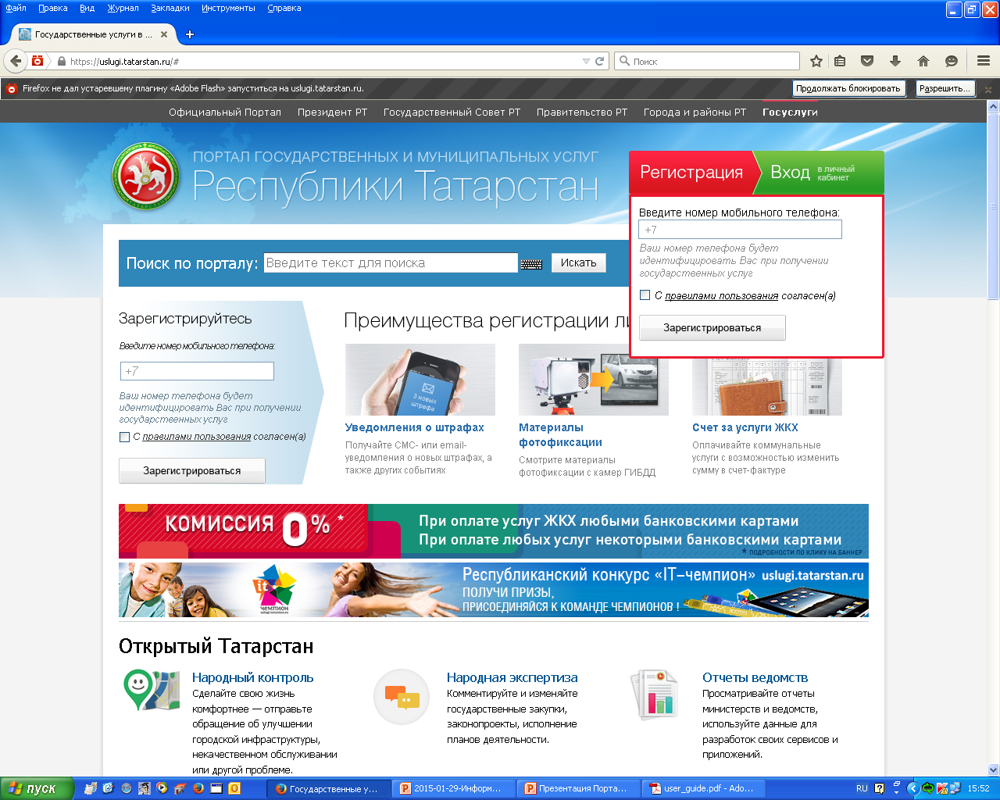 Файл Правка Вид Журнал Закладки Инструменты Справка
Государственные услуги в ...
https://uslugi.tatarstan.ru/#
Поиск
Firefox не дал устаревшему плагину «Adobe Flash» запуститься на uslugi.tatarstan.ru.
Продолжать блокировать
Разрешить...
Официальный Портал Президент РТ Государственный Совет РТ Правительство РТ Города и районы РТ Госуслуги
ПОРТАЛ ГОСУДАРСТВЕННЫХ И МУНИЦИПАЛЬНЫХ УСЛУГ
Республики Татарстан
Регистрация
Вход в личный кабинет
Введите номер мобильного телефона:
+7
Ваш номер телефона будет
идентифицировать Вас при получении
государственных услуг
С правилами пользования согласен(а)
Зарегистрироваться
Поиск по порталу:
Введите текст для поиска
Искать
Зарегистрируйтесь
Введите номер мобильного телефона:
+7
Ваш номер телефона будет
идентифицировать Вас при получении
государственных услуг
С правилами пользования согласен(а)
Зарегистрироваться
Преимущества регистрации ли
3 новых
штрафа
Уведомления о штрафах
Получайте СМС- или email-
уведомления о новых штрафах, а
также других событиях
Материалы
фотофиксации
Смотрите материалы
фотофиксации с камер ГИБДД
Счет за услуги ЖКХ
Оплачивайте коммунальные
услуги с возможностью изменить
сумму в счет-фактуре
КОМИССИЯ 0% *
При оплате услуг ЖКХ любыми банковскими картами
При оплате любых услуг некоторыми банковскими картами
* ПОДРОБНОСТИ ПО КЛИКУ НА БАННЕР
it
чемпион
uslugi.tatarstan.ru
Республиканский конкурс «IT-чемпион» uslugi.tatarstan.ru
ПОЛУЧИ ПРИЗЫ,
ПРИСОЕДИНЯЙСЯ К КОМАНДЕ ЧЕМПИОНОВ !
Открытый Татарстан
Народный контроль
Сделайте свою жизнь
комфортнее — отправьте
обращение об улучшении
городской инфраструктуры,
некачественном обслуживании
или другой проблеме.
Народная экспертиза
Комментируйте и изменяйте
государственные закупки,
законопроекты, исполнение
планов деятельности.
Отчеты ведомств
Просматривайте отчеты
министерств и ведомств,
используйте данные для
разработок своих сервисов и
приложений.
пуск
Государственные у...
2015-01-29-Информ...
Презентация Порта...
user_guide.pdf - Ado...
RU
15:52